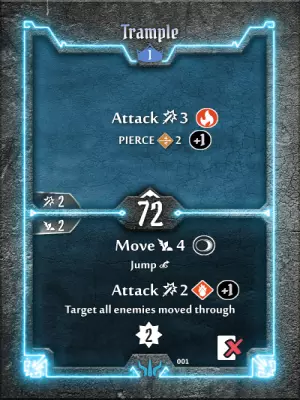 Trample
1
Attack 3
PIERCE 2 +1
2
72
2
Move 4
Jump
Attack 2 +1
Target all enemies moved through
2
001